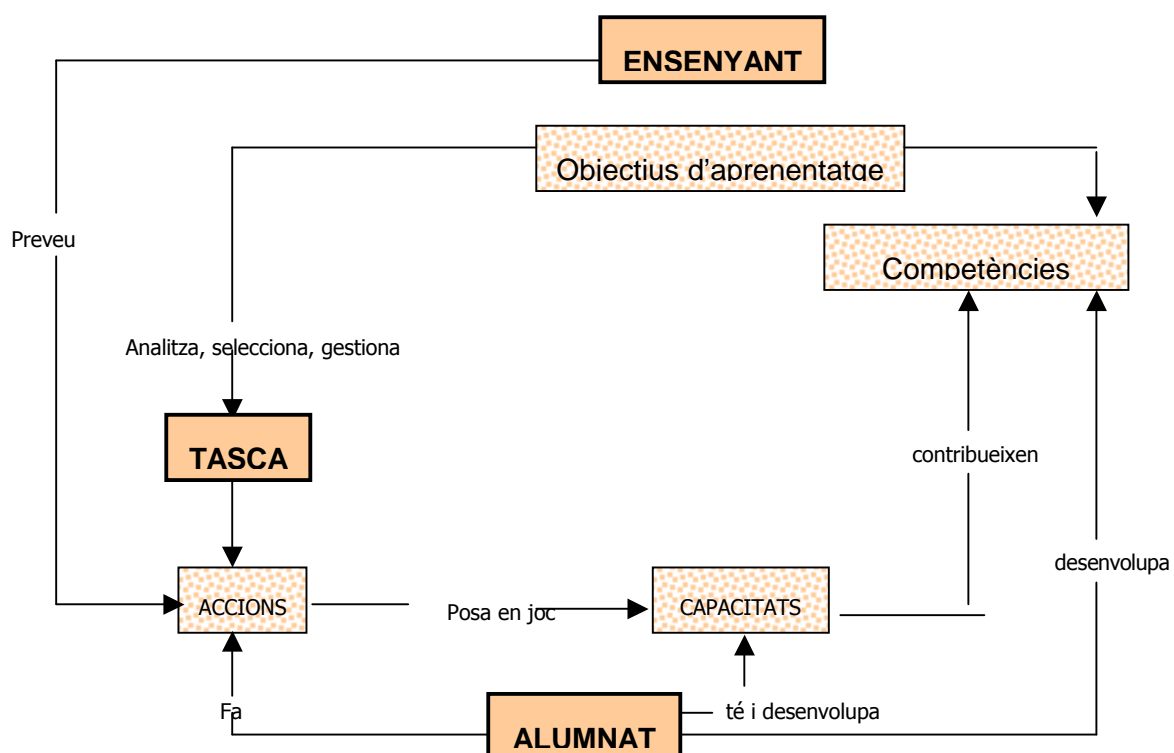 ENSENYANT
Objectius d'aprenentatge
Preveu
Competències
Analitza, selecciona, gestiona
TASCA
contribueixen
desenvolupa
ACCIONS
Posa en joc
CAPACITATS
Fa
té i desenvolupa
ALUMNAT